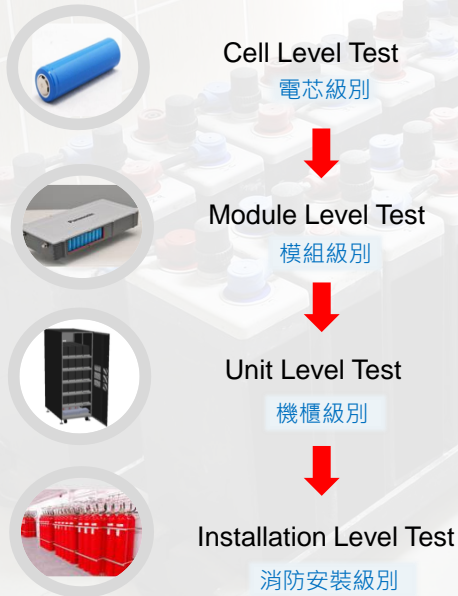 Cell Level Test
電芯級別
Panasonic
Module Level Test
模組級別
Unit Level Test
機櫃級別
Installation Level Test
消防安裝級別